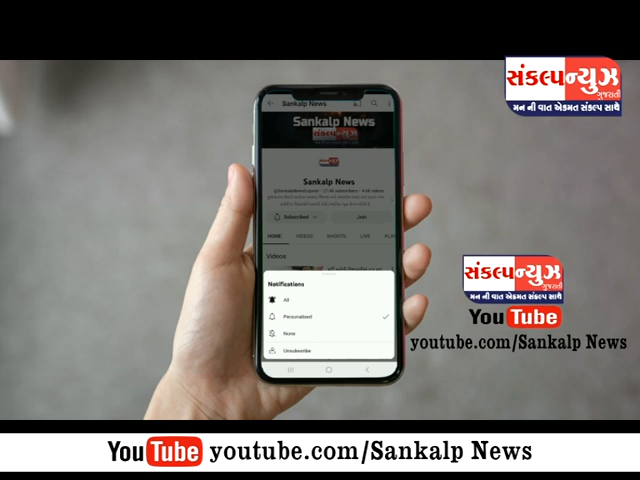 સંકલ્પ ન્યુઝ
ગુજરાતી
મન ની વાત એકમત સંકલ્પ સાથે
Sankalp News
Sankalp News
સંકલ્પ ન્યુઝ
Sankalp News
Subscribed
Join
HOME VIDEOS SHORTS LIVE
Videos
Notifications
All
Personalised
None
Unsubscribe
સંકલ્પ ન્યુઝ
ગુજરાતી
મન ની વાત એકમત સંકલ્પ સાથે
YouTube
youtube.com/Sankalp News
YouTube youtube.com/Sankalp News